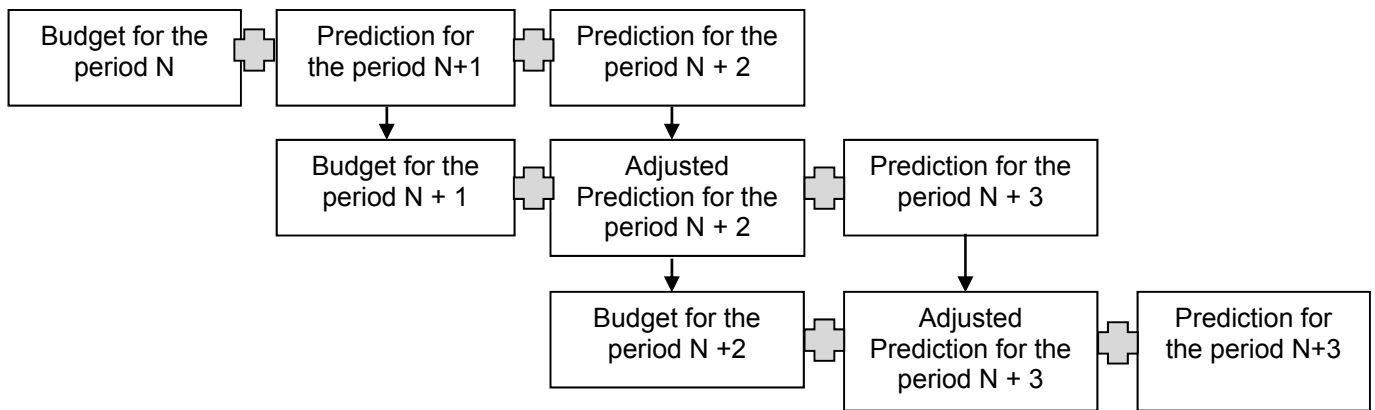 Budget for the
period N
Prediction for
the period N+1
Prediction for the
period N + 2
Budget for the
period N + 1
Adjusted
Prediction for the
period N + 2
Prediction for the
period N + 3
Budget for the
period N +2
Adjusted
Prediction for the
period N + 3
Prediction for
the period N+3